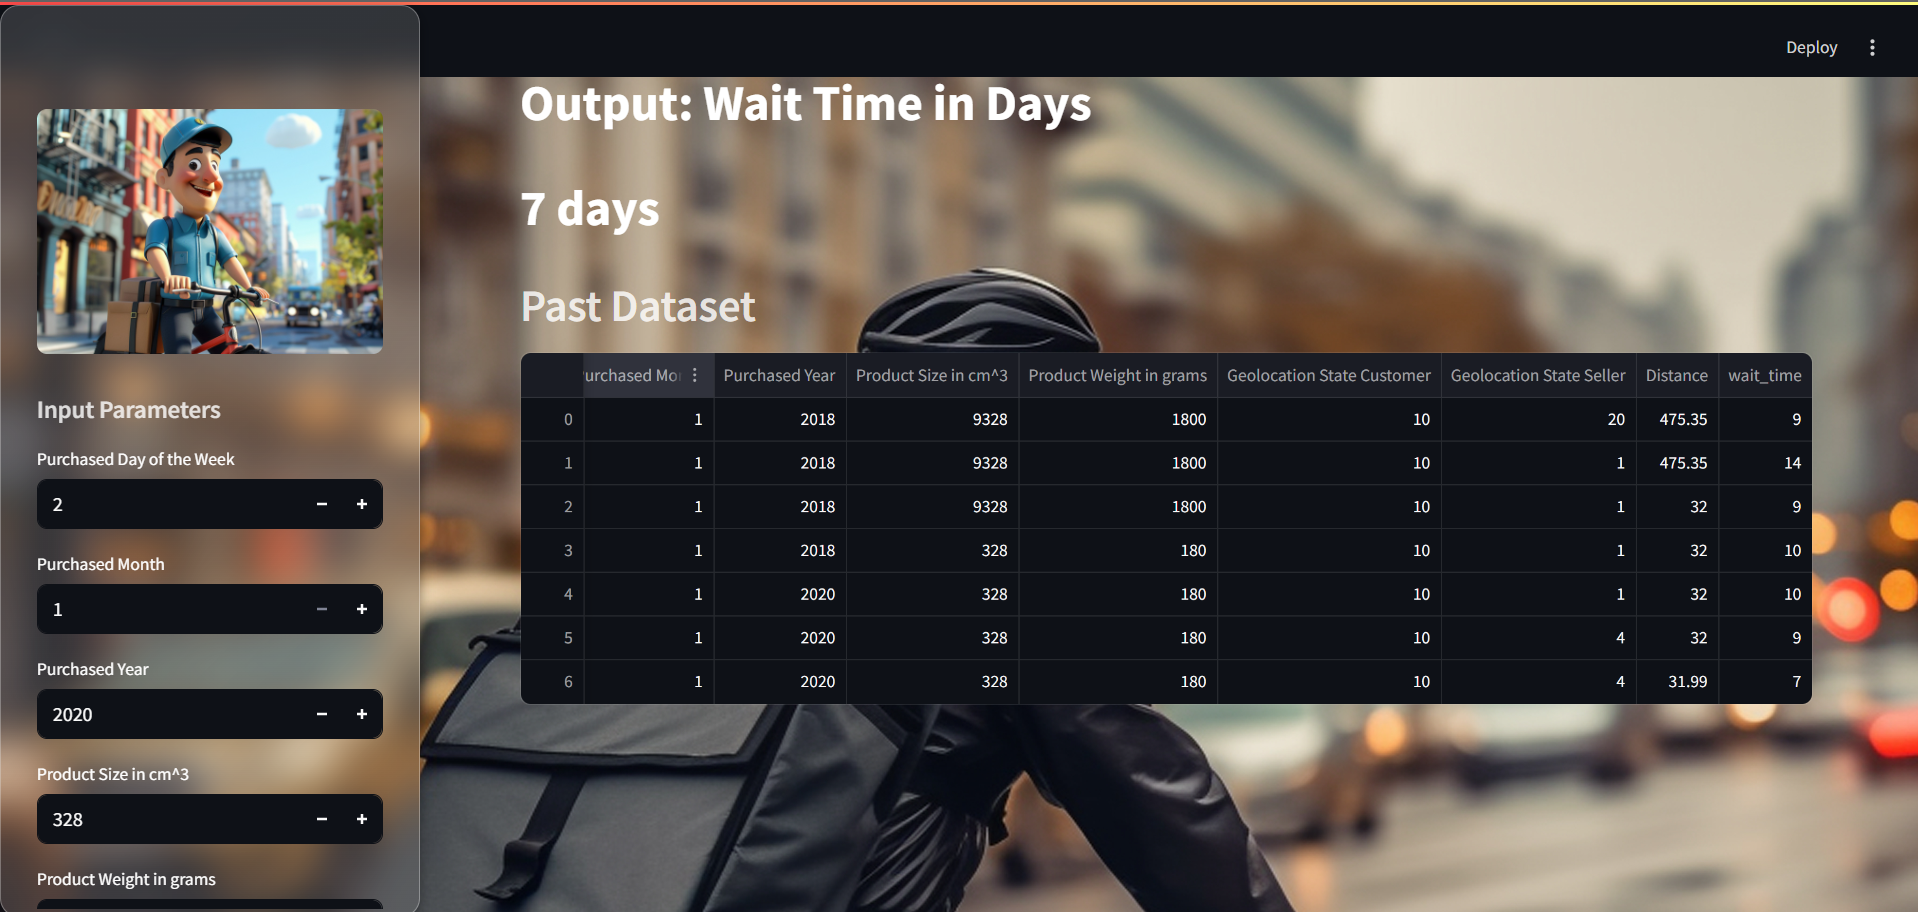 Deploy
Output: Wait Time in Days
7 days
Past Dataset
urchased Mo Purchased Year Product Size in cm^3 Product Weight in grams Geolocation State Customer Geolocation State Seller Distance wait_time
0 1 2018 9328 1800 10 20 475.35 9
1 1 2018 9328 1800 10 1 475.35 14
2 1 2018 9328 1800 10 1 32 9
3 1 2018 328 180 10 1 32 10
4 1 2020 328 180 10 1 32 10
5 1 2020 328 180 10 4 32 9
6 1 2020 328 180 10 4 31.99 7
Input Parameters
Purchased Day of the Week
2
Purchased Month
1
Purchased Year
2020
Product Size in cm^3
328
Product Weight in grams